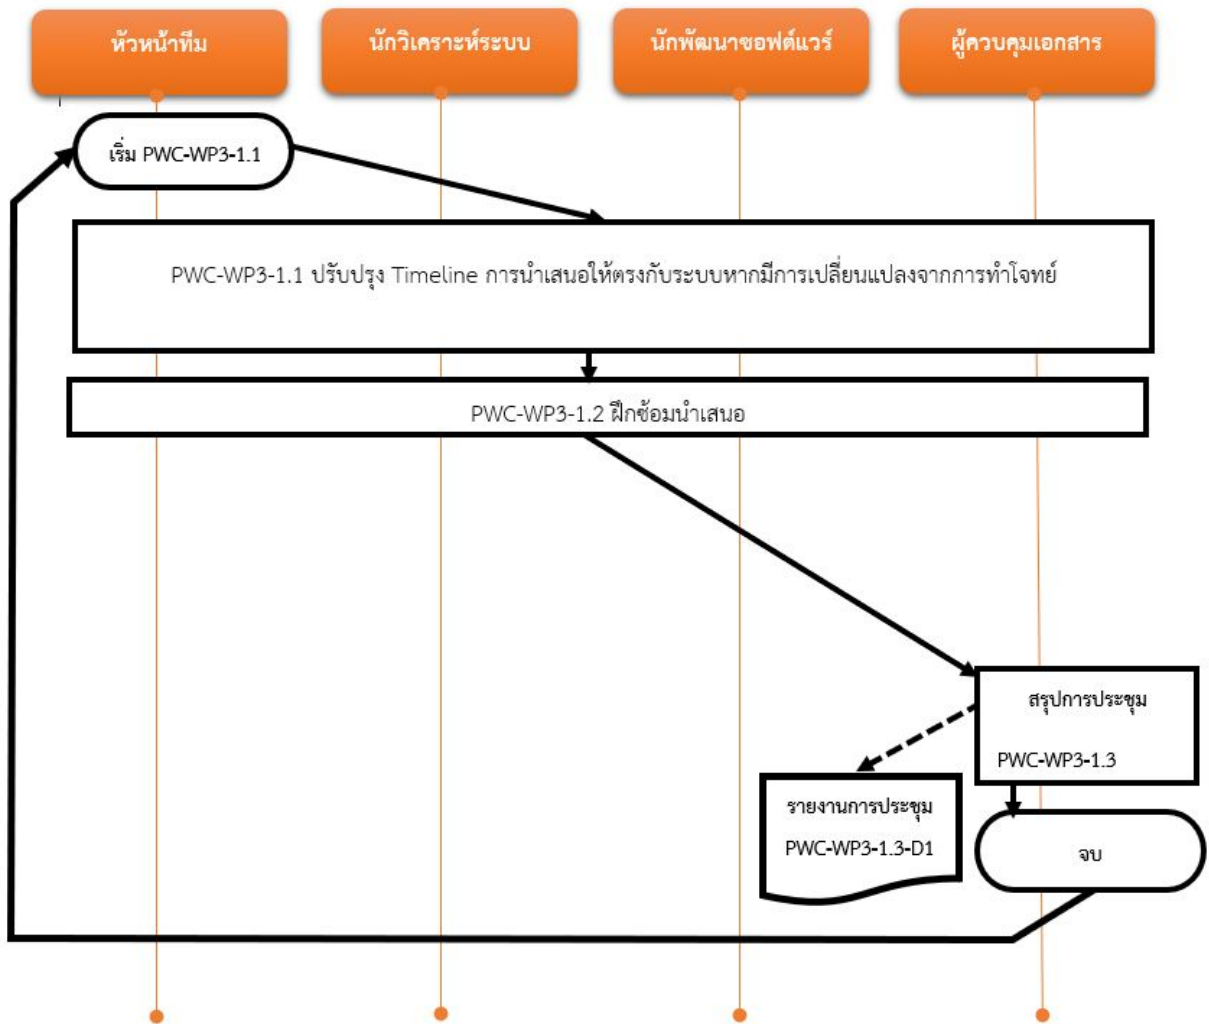 หัวหน้าทีม
นักวิเคราะห์ระบบ
นักพัฒนาซอฟต์แวร์
ผู้ควบคุมเอกสาร
เริ่ม PWC-WP3-1.1
PWC-WP3-1.1 ปรับปรุง Timeline การนำเสนอให้ตรงกับระบบหากมีการเปลี่ยนแปลงจากการทำโจทย์
PWC-WP3-1.2 ฝึกซ้อมนำเสนอ
สรุปการประชุม
PWC-WP3-1.3
รายงานการประชุม
PWC-WP3-1.3-D1
จบ